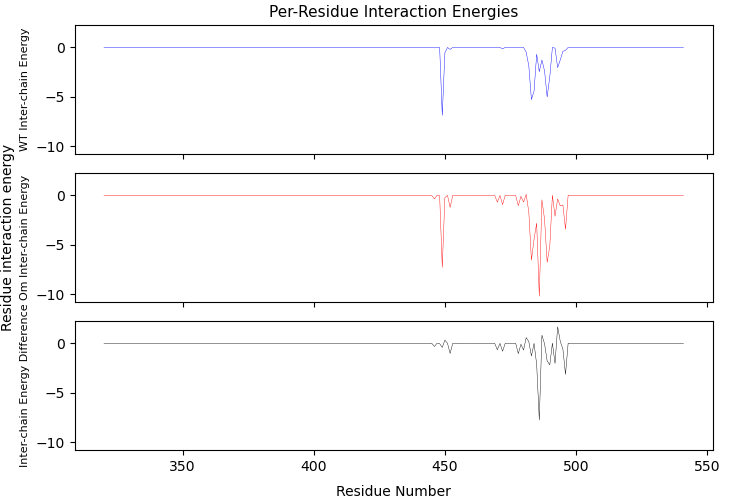 Per-Residue Interaction Energies
Residue interaction energy
WT Inter-chain Energy
0
−5
−10
Om Inter-chain Energy
0
−5
−10
Inter-chain Energy Difference
0
−5
−10
350
400
450
500
550
Residue Number